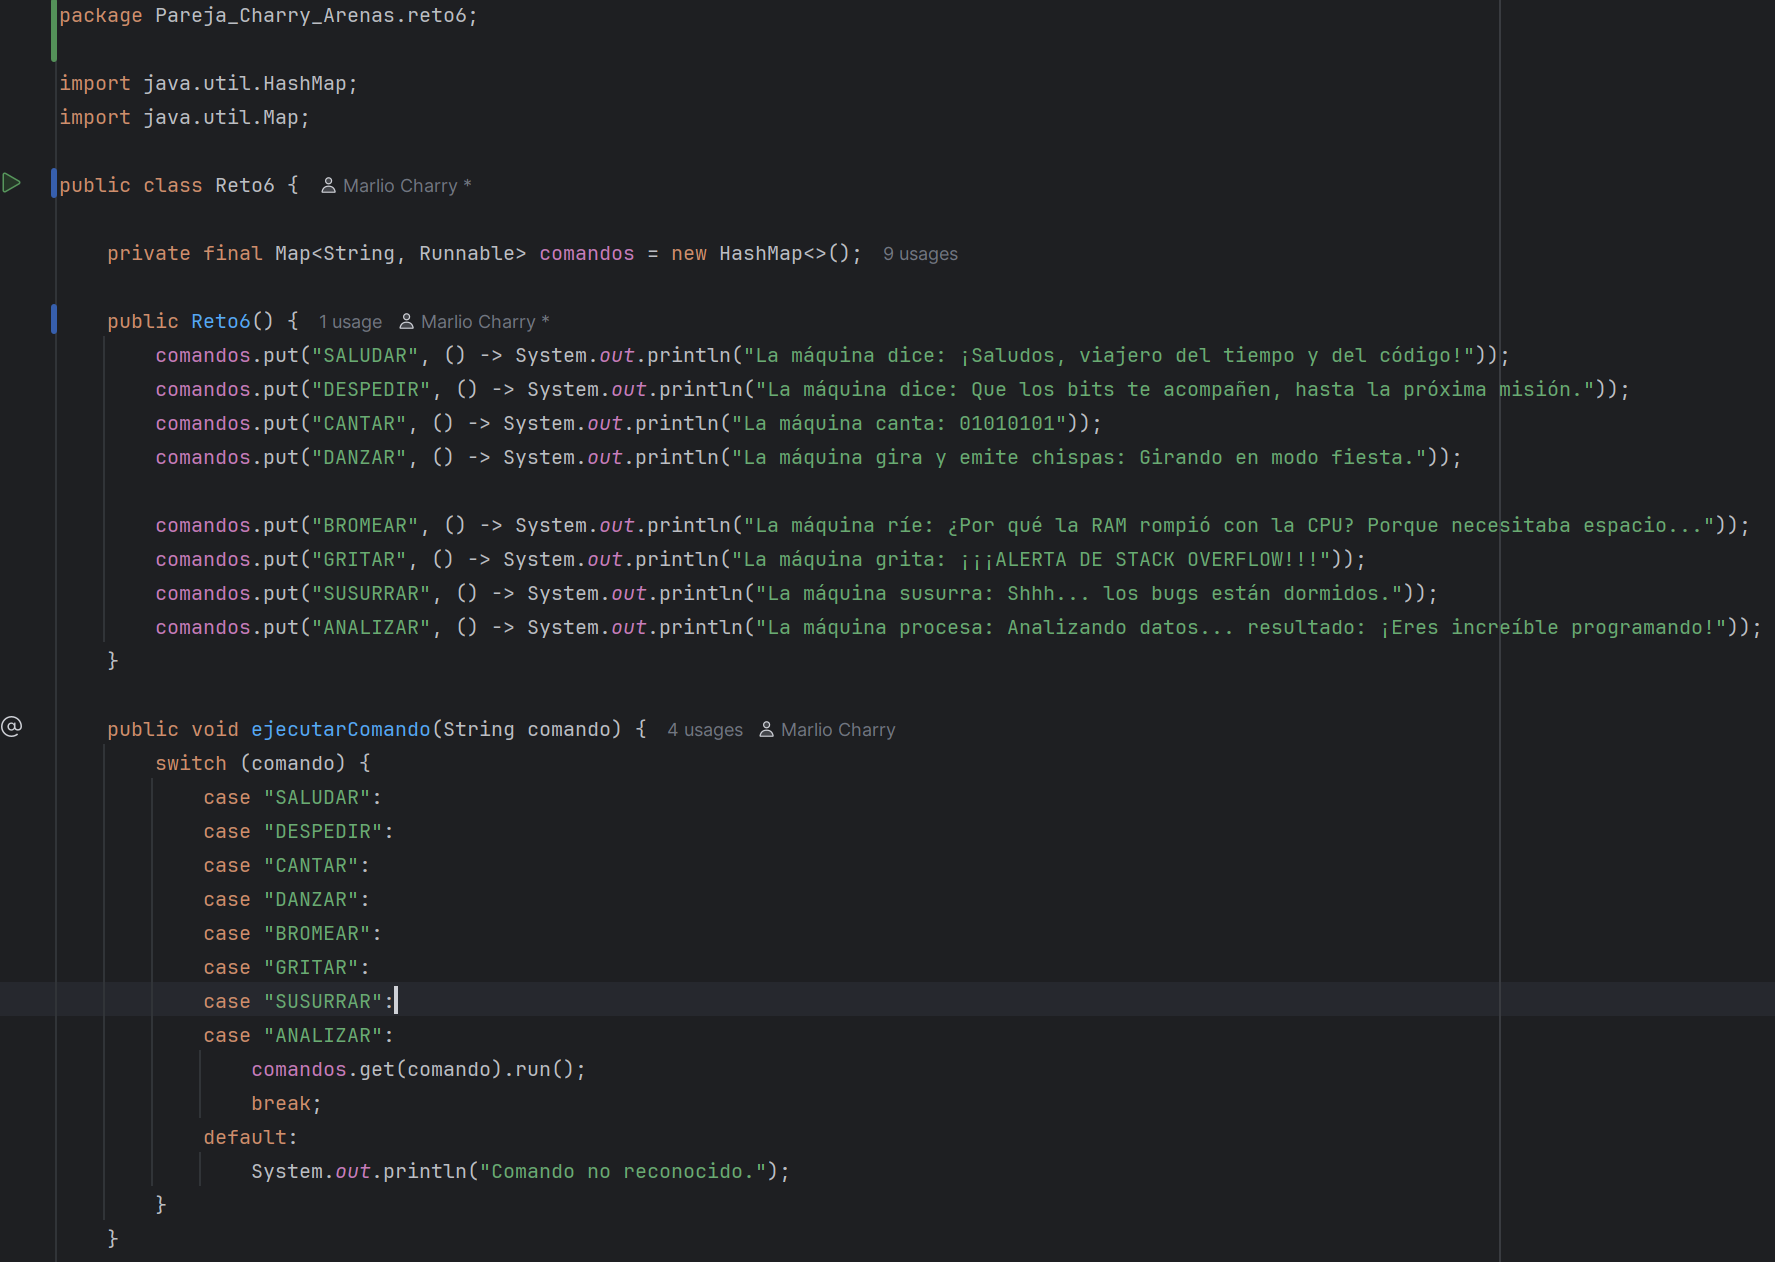 package Pareja_Charry_Arenas.reto6;
import java.util.HashMap;
import java.util.Map;
public class Reto6 { Marlio Charry *
private final Map<String, Runnable> comandos = new HashMap<>(); 9 usages
public Reto6() { 1 usage Marlio Charry *
comandos.put("SALUDAR", () -> System.out.println("La máquina dice: ¡Saludos, viajero del tiempo y del código!"));
comandos.put("DESPEDIR", () -> System.out.println("La máquina dice: Que los bits te acompañen, hasta la próxima misión."));
comandos.put("CANTAR", () -> System.out.println("La máquina canta: 01010101"));
comandos.put("DANZAR", () -> System.out.println("La máquina gira y emite chispas: Girando en modo fiesta."));
comandos.put("BROMEAR", () -> System.out.println("La máquina ríe: ¿Por qué la RAM rompió con la CPU? Porque necesitaba espacio..."));
comandos.put("GRITAR", () -> System.out.println("La máquina grita: ¡¡¡ALERTA DE STACK OVERFLOW!!!"));
comandos.put("SUSURRAR", () -> System.out.println("La máquina susurra: Shhh... los bugs están dormidos."));
comandos.put("ANALIZAR", () -> System.out.println("La máquina procesa: Analizando datos... resultado: ¡Eres increíble programando!"));
}
public void ejecutarComando(String comando) { 4 usages Marlio Charry
switch (comando) {
case "SALUDAR":
case "DESPEDIR":
case "CANTAR":
case "DANZAR":
case "BROMEAR":
case "GRITAR":
case "SUSURRAR":
case "ANALIZAR":
comandos.get(comando).run();
break;
default:
System.out.println("Comando no reconocido.");
}
}